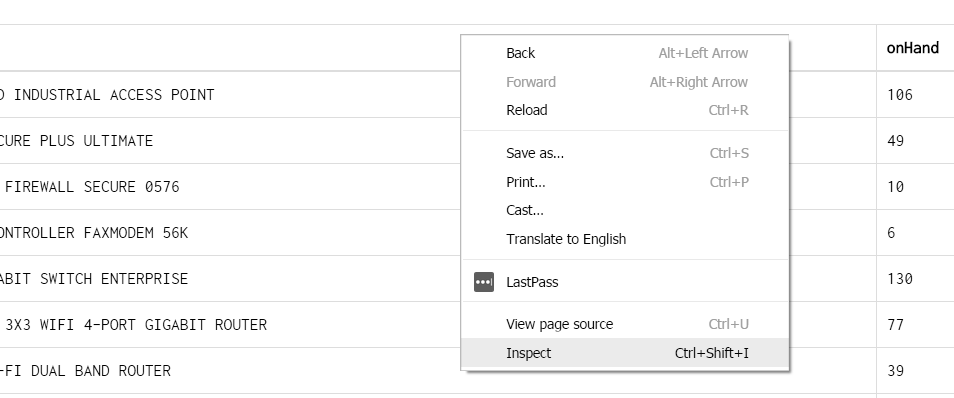 onHand
D INDUSTRIAL ACCESS POINT 106
CURE PLUS ULTIMATE 49
FIREWALL SECURE 0576 10
ONTROLLER FAXMODEM 56K 6
ABIT SWITCH ENTERPRISE 130
3X3 WIFI 4-PORT GIGABIT ROUTER 77
-FI DUAL BAND ROUTER 39
Back Alt+Left Arrow
Forward Alt+Right Arrow
Reload Ctrl+R
Save as... Ctrl+S
Print... Ctrl+P
Cast...
Translate to English
LastPass
View page source Ctrl+U
Inspect Ctrl+Shift+I